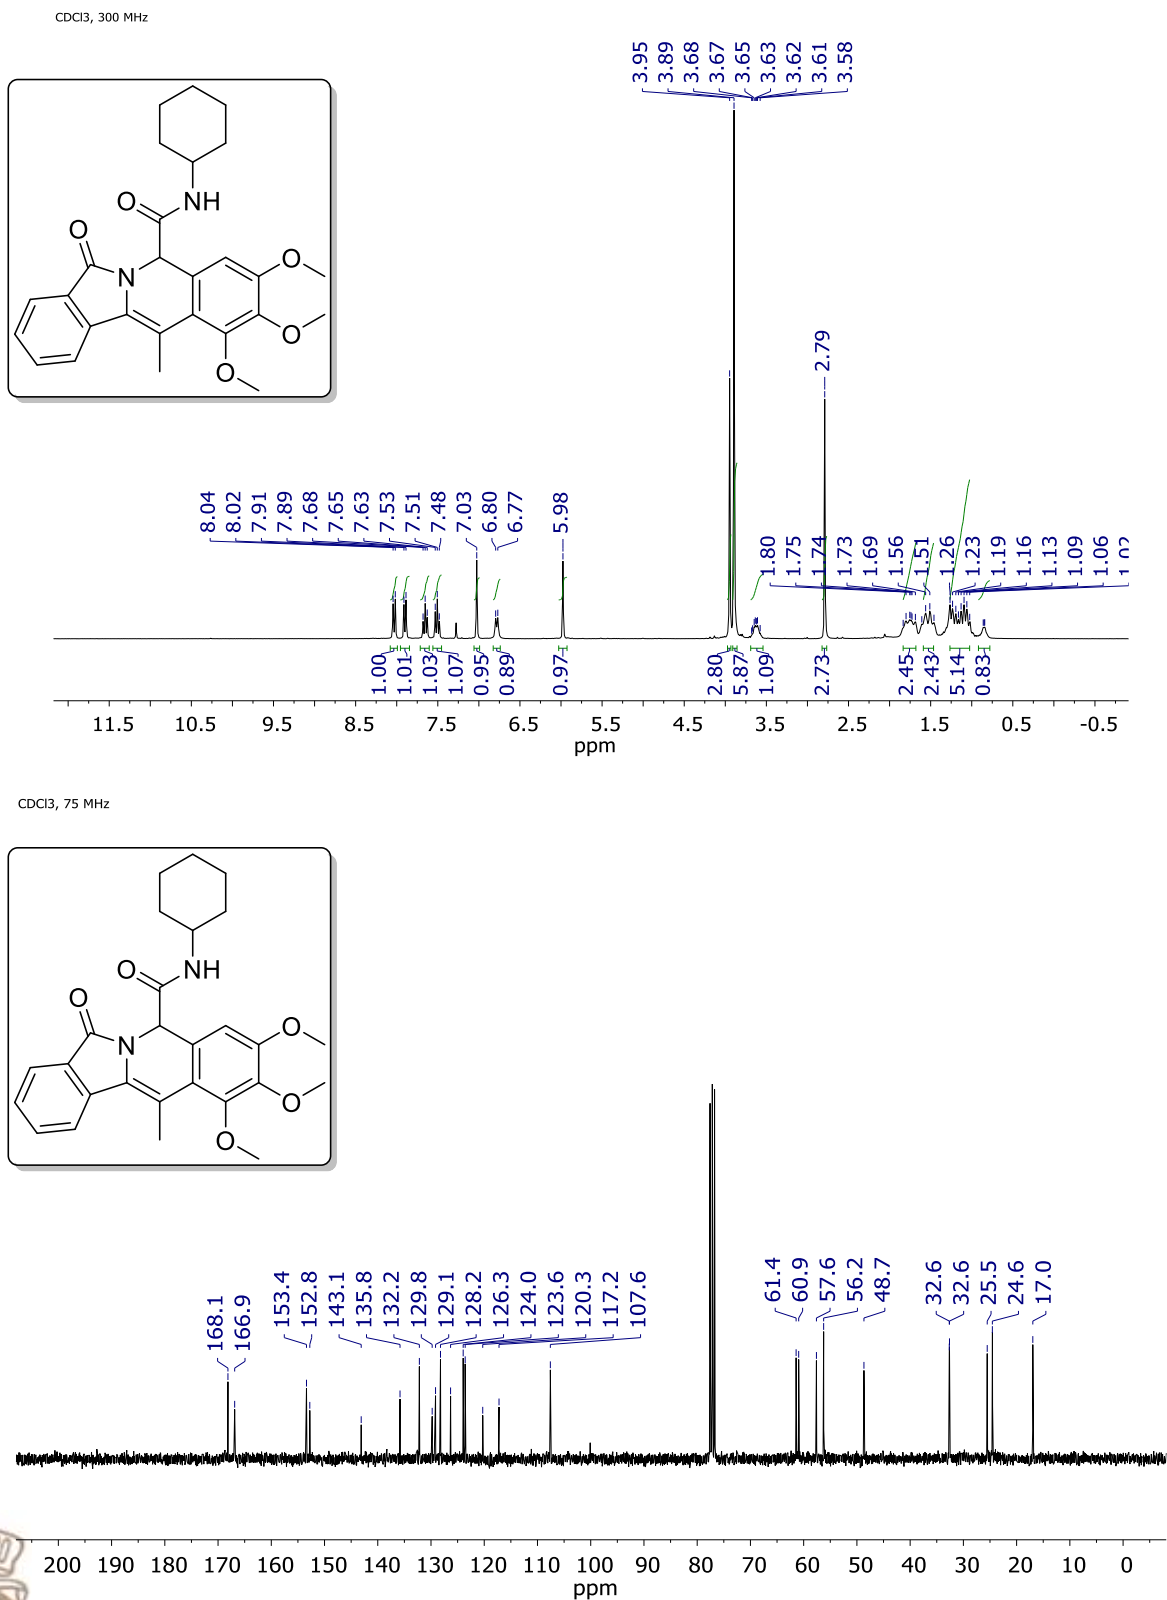 CDCl3, 300 MHz
3.95 3.89 3.68 3.67 3.65 3.63 3.62 3.61 3.58
O NH
O N O
O
O
2.79
8.04 8.02 7.91 7.89 7.68 7.65 7.63 7.53 7.51 7.48 7.03 6.80 6.77 5.98
1.80 1.75 1.74 1.73 1.69 1.56 1.51 1.26 1.23 1.19 1.16 1.13 1.09 1.06 1.02
1.00 1.01 1.03 1.07 0.95 0.89 0.97 2.80 5.87 1.09 2.73 2.45 2.43 5.14 0.83
11.5 10.5 9.5 8.5 7.5 6.5 5.5 4.5 3.5 2.5 1.5 0.5 -0.5
ppm
CDCl3, 75 MHz
O NH
O N O
O
O
168.1 166.9 153.4 152.8 143.1 135.8 132.2 129.8 129.1 128.2 126.3 124.0 123.6 120.3 117.2 107.6
61.4 60.9 57.6 56.2 48.7 32.6 32.6 25.5 24.6 17.0
200 190 180 170 160 150 140 130 120 110 100 90 80 70 60 50 40 30 20 10 0
ppm